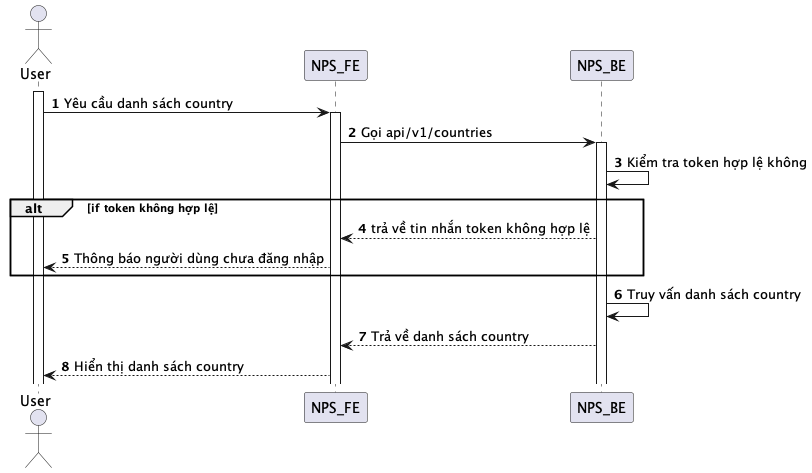 User
NPS_FE
NPS_BE
1 Yêu cầu danh sách country
2 Gọi api/v1/countries
3 Kiểm tra token hợp lệ không
alt [if token không hợp lệ]
4 trả về tin nhắn token không hợp lệ
5 Thông báo người dùng chưa đăng nhập
6 Truy vấn danh sách country
7 Trả về danh sách country
8 Hiển thị danh sách country
User
NPS_FE
NPS_BE